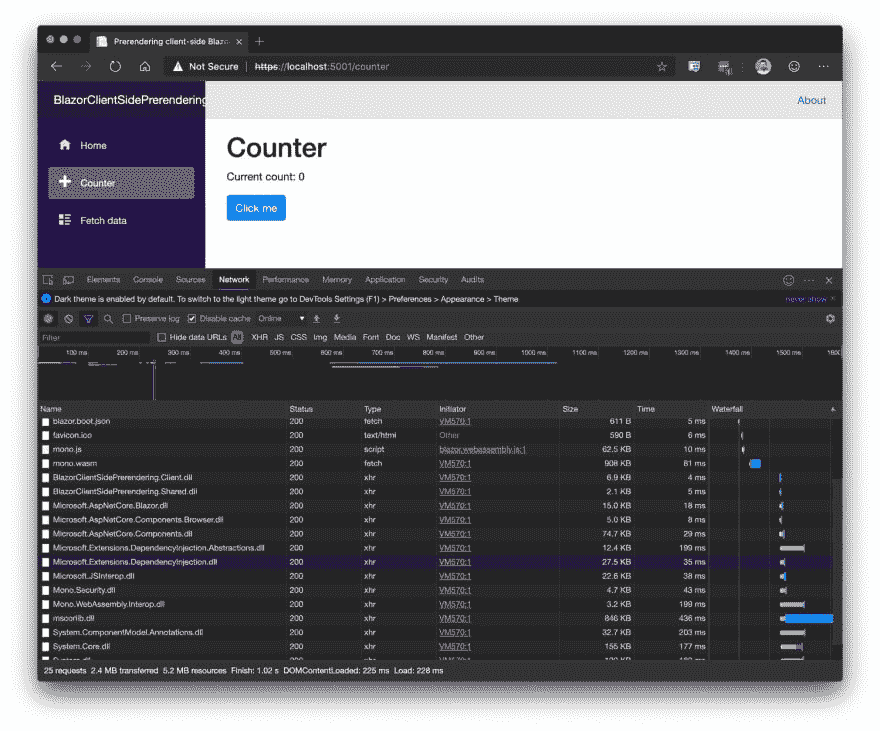 Prerendering client-side Blaz
Not Secure | https://localhost:5001/counter
BlazorClientSidePrerendering
About
Home
Counter
Fetch data
Counter
Current count: 0
Click me
Elements Console Sources Network Performance Memory Application Security Audits
Dark theme is enabled by default. To switch to the light theme go to DevTools Settings (F1) > Preferences > Appearance > Theme never show
Preserve log Disable cache Online
Filter Hide data URLs All XHR JS CSS Img Media Font Doc WS Manifest Other
100 ms 200 ms 300 ms 400 ms 500 ms 600 ms 700 ms 800 ms 900 ms 1000 ms 1100 ms 1200 ms 1300 ms 1400 ms 1500 ms 1600
Name Status Type Initiator Size Time Waterfall
blazor.boot.json 200 fetch VM570:1 611 B 5 ms
favicon.ico 200 text/html Other 590 B 6 ms
mono.js 200 script blazor.webassembly.js:1 62.5 KB 10 ms
mono.wasm 200 fetch VM570:1 908 KB 81 ms
BlazorClientSidePrerendering.Client.dll 200 xhr VM570:1 6.9 KB 4 ms
BlazorClientSidePrerendering.Shared.dll 200 xhr VM570:1 2.1 KB 5 ms
Microsoft.AspNetCore.Blazor.dll 200 xhr VM570:1 15.0 KB 18 ms
Microsoft.AspNetCore.Components.Browser.dll 200 xhr VM570:1 5.0 KB 8 ms
Microsoft.AspNetCore.Components.dll 200 xhr VM570:1 74.7 KB 29 ms
Microsoft.Extensions.DependencyInjection.Abstractions.dll 200 xhr VM570:1 12.4 KB 199 ms
Microsoft.Extensions.DependencyInjection.dll 200 xhr VM570:1 27.5 KB 35 ms
Microsoft.JSInterop.dll 200 xhr VM570:1 22.6 KB 38 ms
Mono.Security.dll 200 xhr VM570:1 4.7 KB 43 ms
Mono.WebAssembly.Interop.dll 200 xhr VM570:1 3.2 KB 199 ms
mscorlib.dll 200 xhr VM570:1 846 KB 436 ms
System.ComponentModel.Annotations.dll 200 xhr VM570:1 32.7 KB 203 ms
System.Core.dll 200 xhr VM570:1 155 KB 177 ms
25 requests 2.4 MB transferred 5.2 MB resources Finish: 1.02 s DOMContentLoaded: 225 ms Load: 228 ms